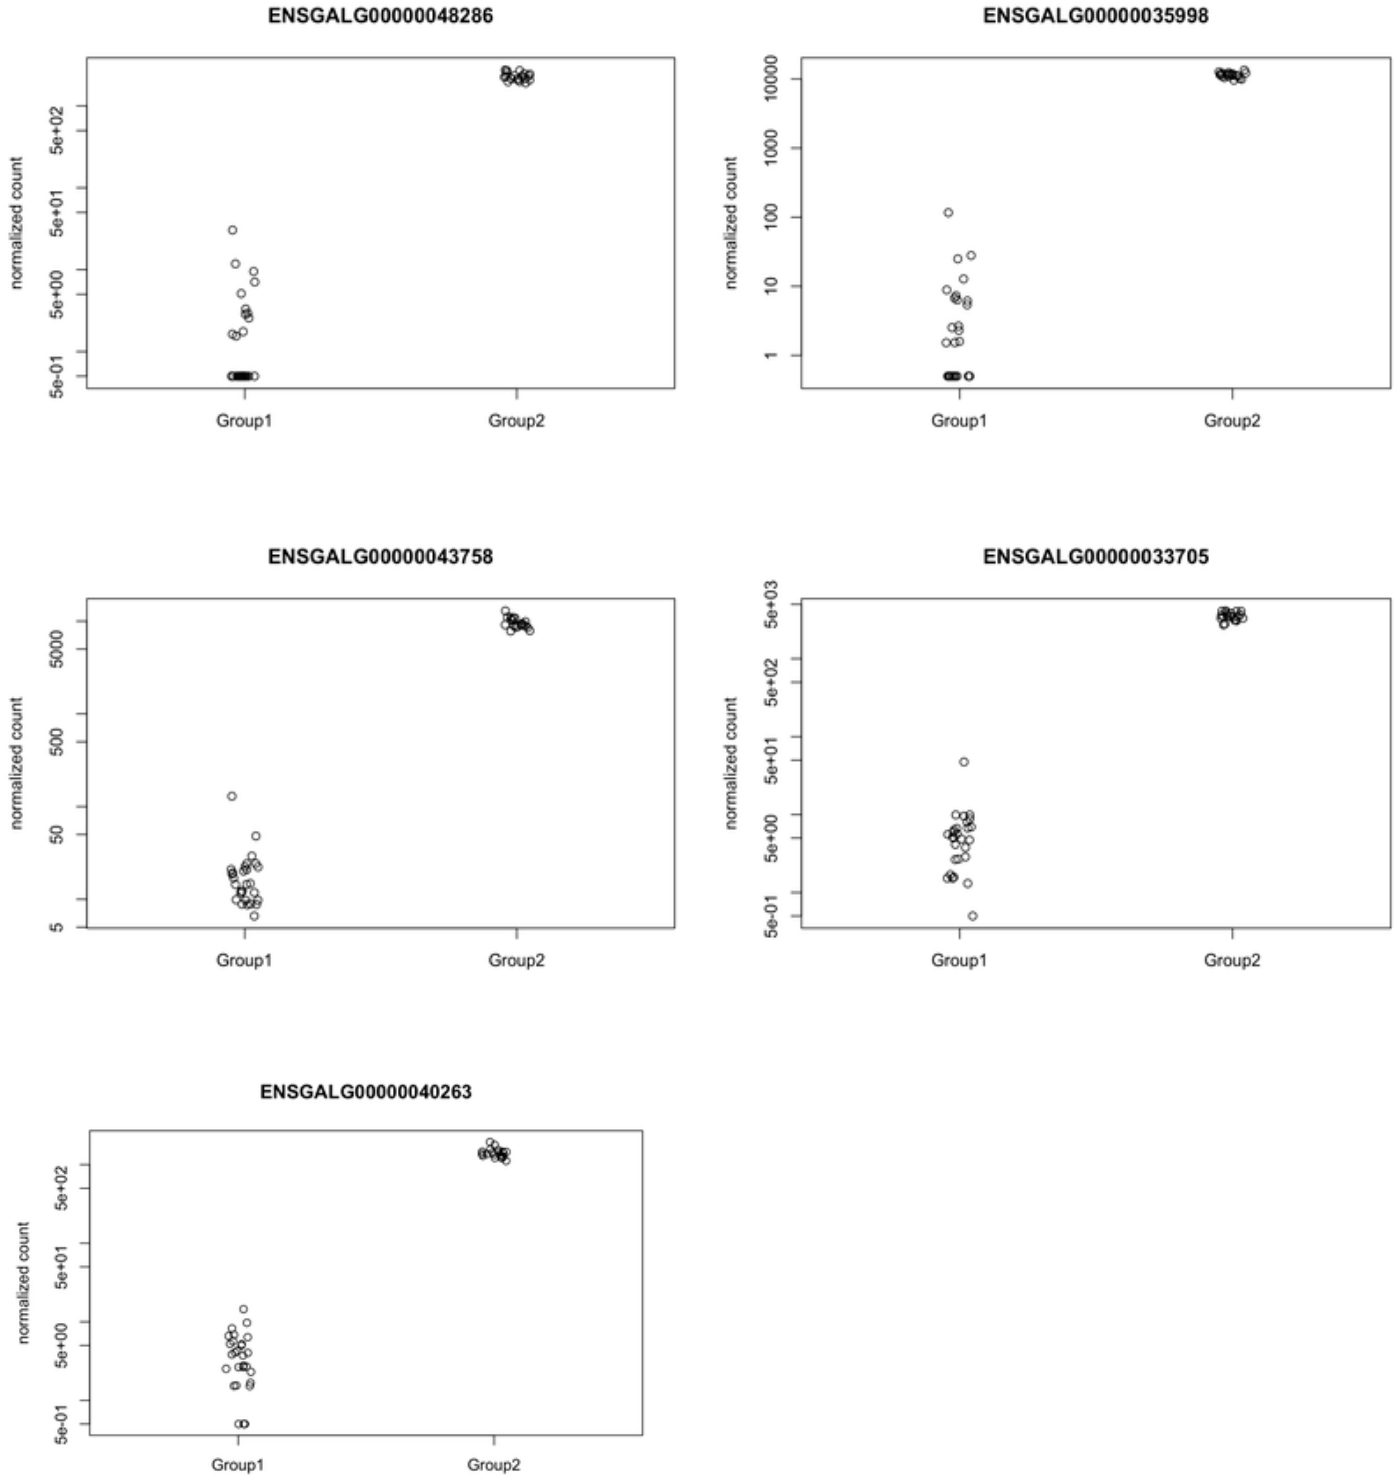 ENSGALG00000048286
normalized count
5e+02
5e+01
5e+00
5e-01
Group1 Group2
ENSGALG00000035998
normalized count
10000
1000
100
10
1
Group1 Group2
ENSGALG00000043758
normalized count
5000
500
50
5
Group1 Group2
ENSGALG00000033705
normalized count
5e+03
5e+02
5e+01
5e+00
5e-01
Group1 Group2
ENSGALG00000040263
normalized count
5e+02
5e+01
5e+00
5e-01
Group1 Group2